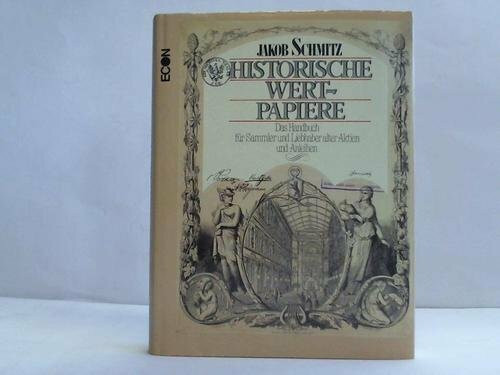 ECON
JAKOB SCHMITZ
HISTORISCHE
WERT-
PAPIERE
Das Handbuch
für Sammler und Liebhaber alter Aktien
und Anleihen